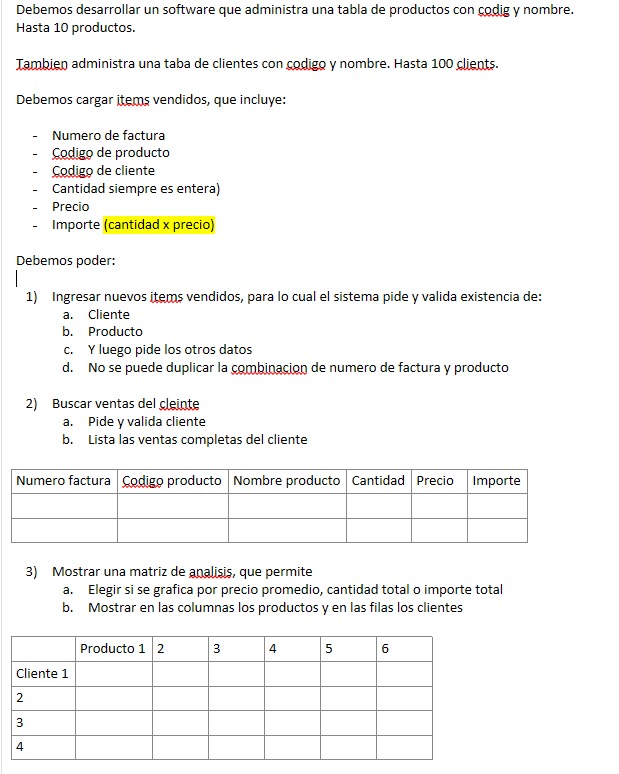 Debemos desarrollar un software que administra una tabla de productos con codig y nombre.
Hasta 10 productos.
Tambien administra una taba de clientes con codigo y nombre. Hasta 100 clients.
Debemos cargar items vendidos, que incluye:
- Numero de factura
- Codigo de producto
- Codigo de cliente
- Cantidad siempre es entera)
- Precio
- Importe (cantidad x precio)
Debemos poder:
1) Ingresar nuevos items vendidos, para lo cual el sistema pide y valida existencia de:
a. Cliente
b. Producto
c. Y luego pide los otros datos
d. No se puede duplicar la combinacion de numero de factura y producto
2) Buscar ventas del cleinte
a. Pide y valida cliente
b. Lista las ventas completas del cliente
Numero factura Codigo producto Nombre producto Cantidad Precio Importe
3) Mostrar una matriz de analisis, que permite
a. Elegir si se grafica por precio promedio, cantidad total o importe total
b. Mostrar en las columnas los productos y en las filas los clientes
Producto 1 2 3 4 5 6
Cliente 1
2
3
4